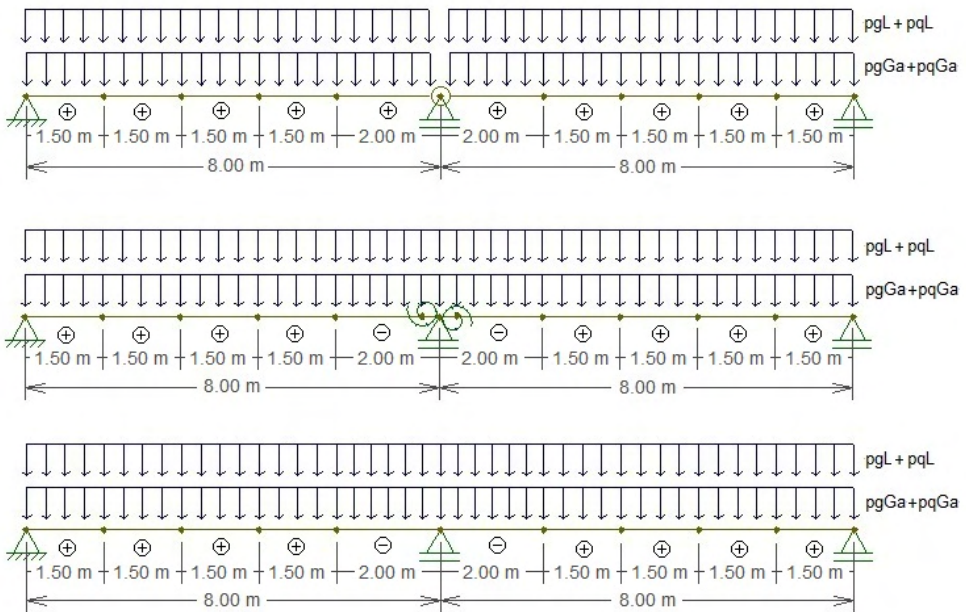 pgL + pqL
pgGa+pqGa
+ + + + + + + + + +
1.50 m 1.50 m 1.50 m 1.50 m 2.00 m 2.00 m 1.50 m 1.50 m 1.50 m 1.50 m
8.00 m 8.00 m
pgL + pqL
pgGa+pqGa
+ + + + − − + + + +
1.50 m 1.50 m 1.50 m 1.50 m 2.00 m 2.00 m 1.50 m 1.50 m 1.50 m 1.50 m
8.00 m 8.00 m
pgL + pqL
pgGa+pqGa
+ + + + − − + + + +
1.50 m 1.50 m 1.50 m 1.50 m 2.00 m 2.00 m 1.50 m 1.50 m 1.50 m 1.50 m
8.00 m 8.00 m